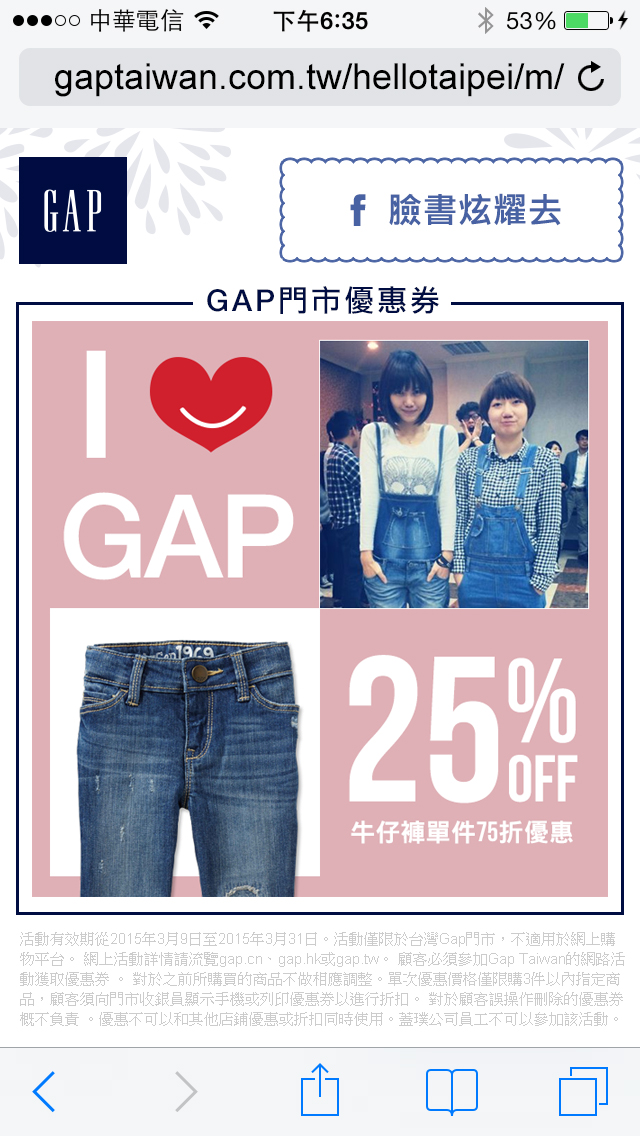 中華電信
下午6:35
53%
gaptaiwan.com.tw/hellotaipei/m/
GAP
f 臉書炫耀去
GAP門市優惠券
I
GAP
1969
25% OFF
牛仔褲單件75折優惠
活動有效期從2015年3月9日至2015年3月31日。活動僅限於台灣Gap門市，不適用於網上購
物平台。 網上活動詳情請流覽gap.cn、gap.hk或gap.tw。 顧客必須參加Gap Taiwan的網路活
動獲取優惠券 。 對於之前所購買的商品不做相應調整。單次優惠價格僅限購3件以內指定商
品，顧客須向門市收銀員顯示手機或列印優惠券以進行折扣。 對於顧客誤操作刪除的優惠券
概不負責 。優惠不可以和其他店鋪優惠或折扣同時使用。蓋璞公司員工不可以參加該活動。